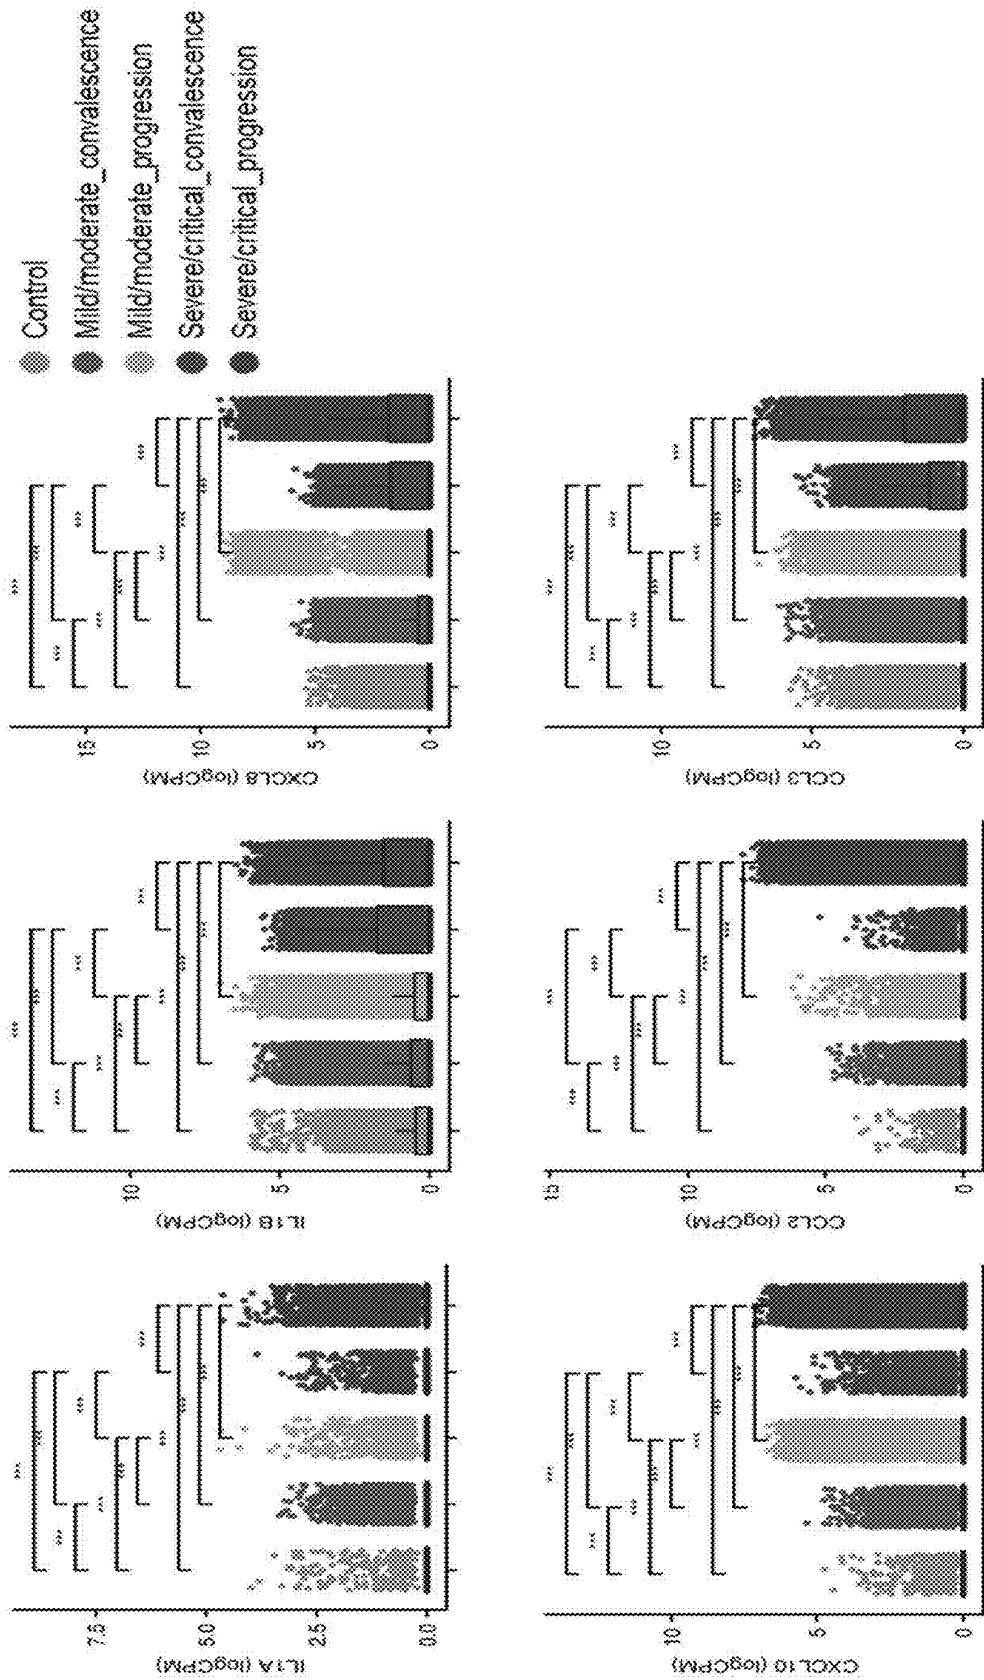 Control
Mild/moderate_convalescence
Mild/moderate_progression
Severe/critical_convalescence
Severe/critical_progression
IL1A (logCPM)
7.5
5.0
2.5
0.0
IL1B (logCPM)
10
5
0
CXCL8 (logCPM)
15
10
5
0
CXCL10 (logCPM)
10
5
0
CCL2 (logCPM)
15
10
5
0
CCL3 (logCPM)
10
5
0